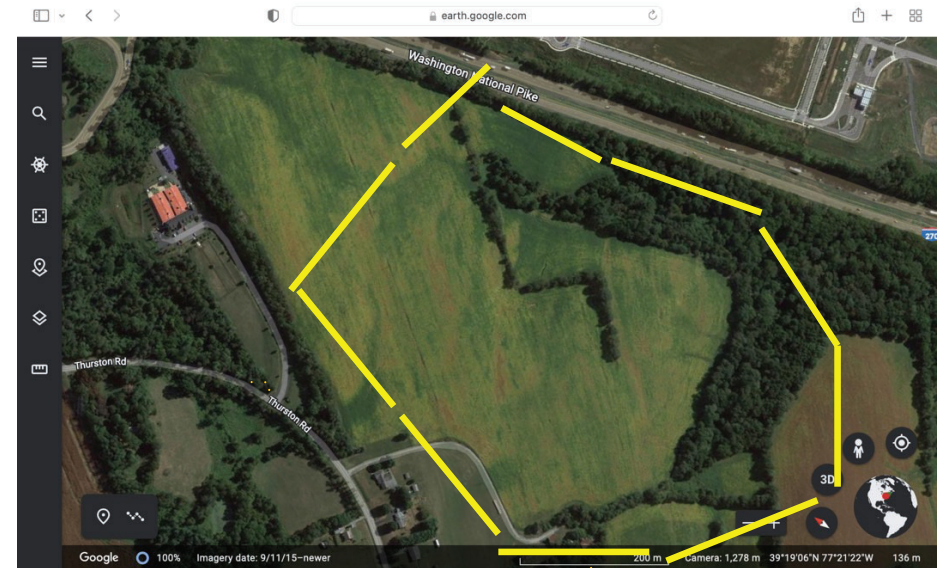 earth.google.com
Washington National Pike
270
Thurston Rd
Thurston Rd
3D
Google 100% Imagery date: 9/11/15–newer 200 m Camera: 1,278 m 39°19'06"N 77°21'22"W 136 m